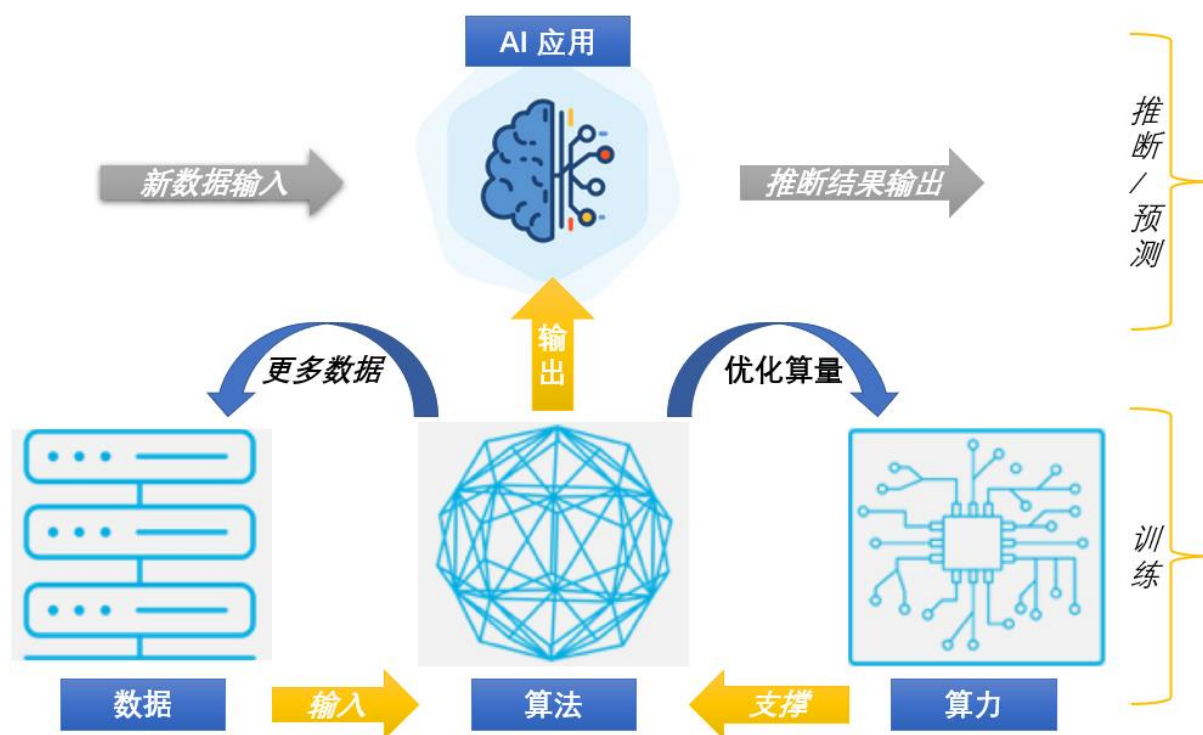 AI 应用
新数据输入
推断结果输出
推断/预测
更多数据
输出
优化算量
训练
数据
输入
算法
支撑
算力